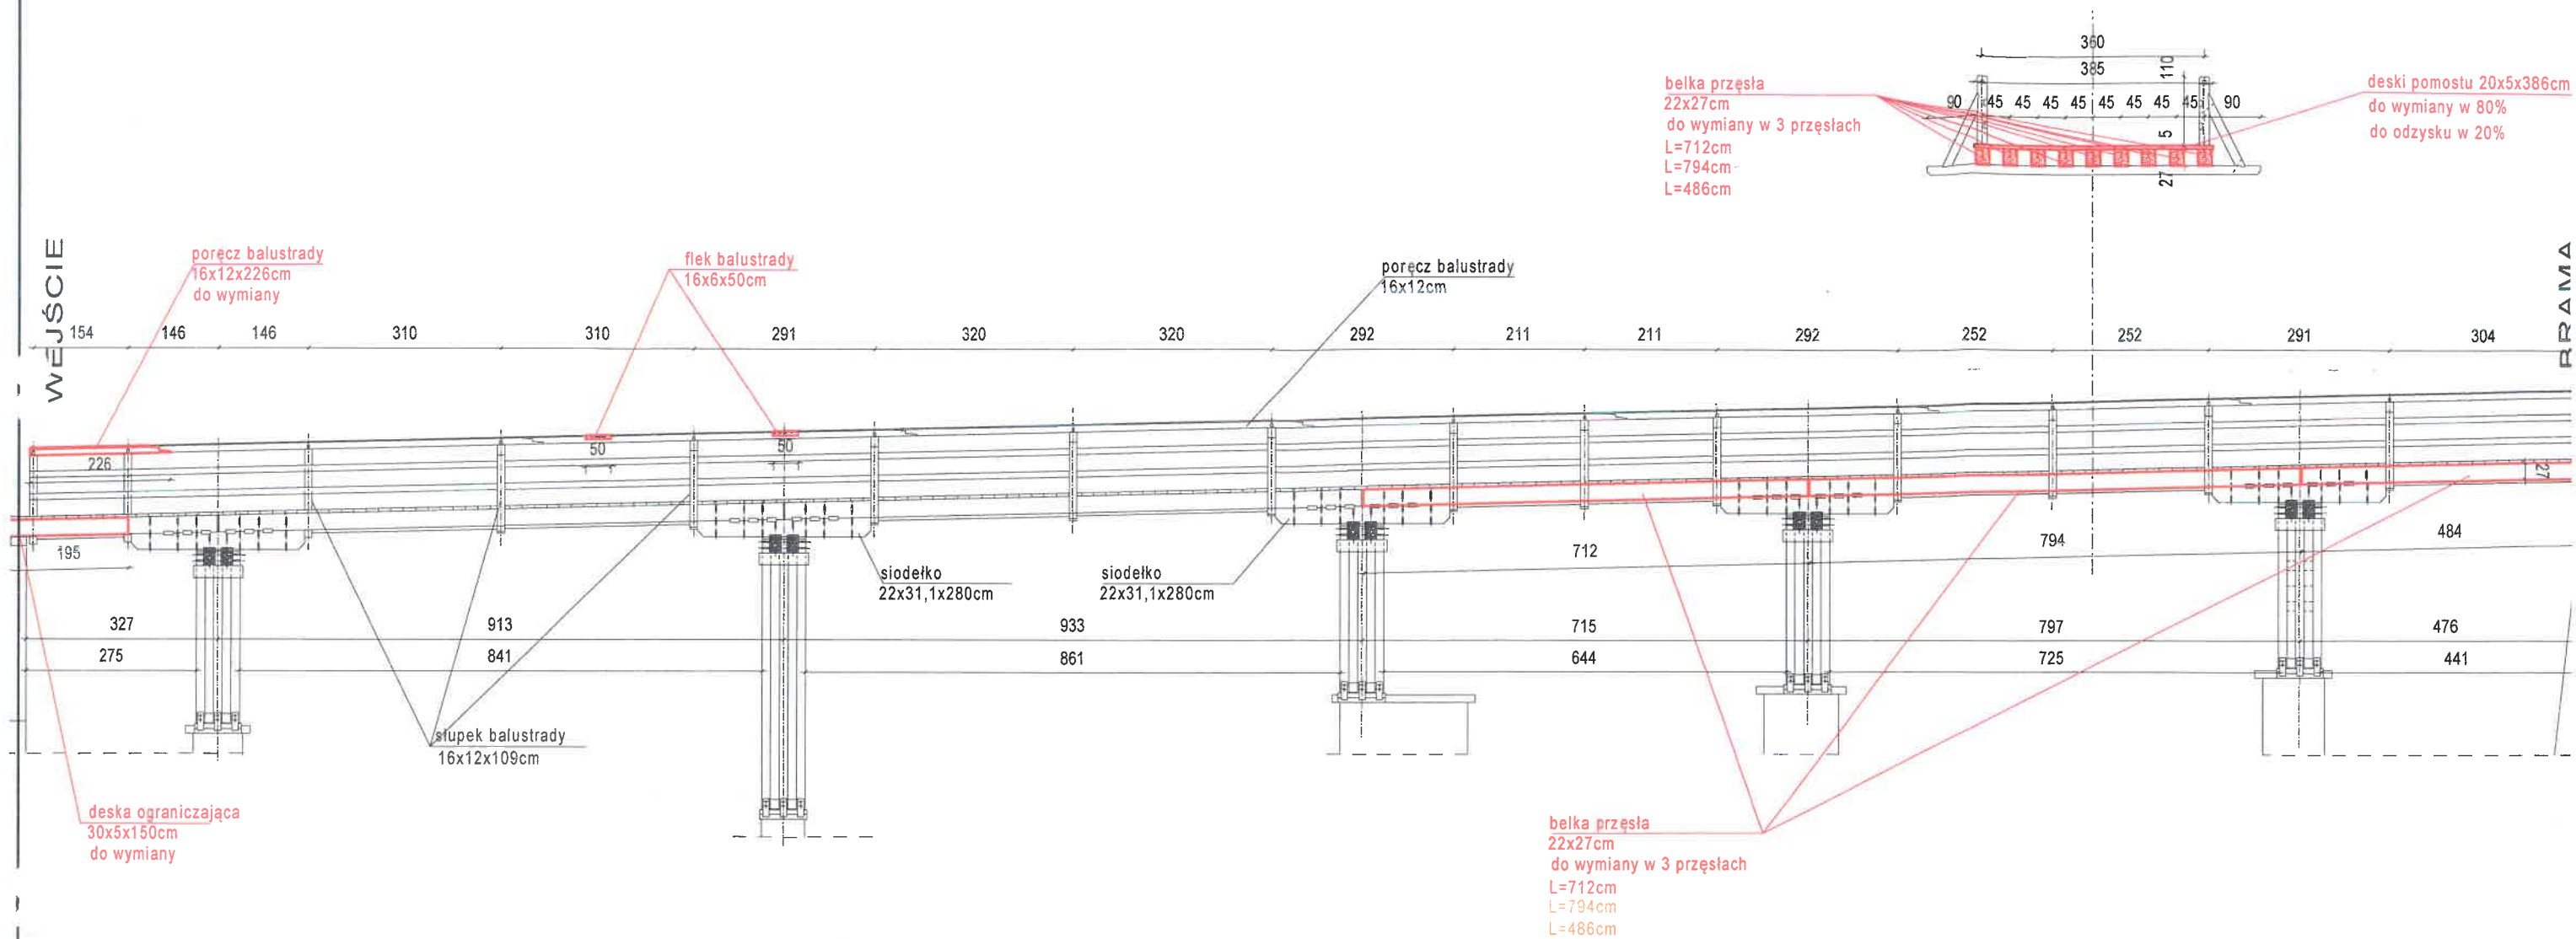 360
385
110
90 45 45 45 45 45 45 45 45 90
5
27
belka przęsła
22x27cm
do wymiany w 3 przęsłach
L=712cm
L=794cm
L=486cm
deski pomostu 20x5x386cm
do wymiany w 80%
do odzysku w 20%
WEJŚCIE
poręcz balustrady
16x12x226cm
do wymiany
flek balustrady
16x6x50cm
poręcz balustrady
16x12cm
BRAMA
154 146 146 310 310 291 320 320 292 211 211 292 252 252 291 304
226
50
50
27
195
712
794
484
siodełko
22x31,1x280cm
siodełko
22x31,1x280cm
327 913 933 715 797 476
275 841 861 644 725 441
słupek balustrady
16x12x109cm
deska ograniczająca
30x5x150cm
do wymiany
belka przęsła
22x27cm
do wymiany w 3 przęsłach
L=712cm
L=794cm
L=486cm